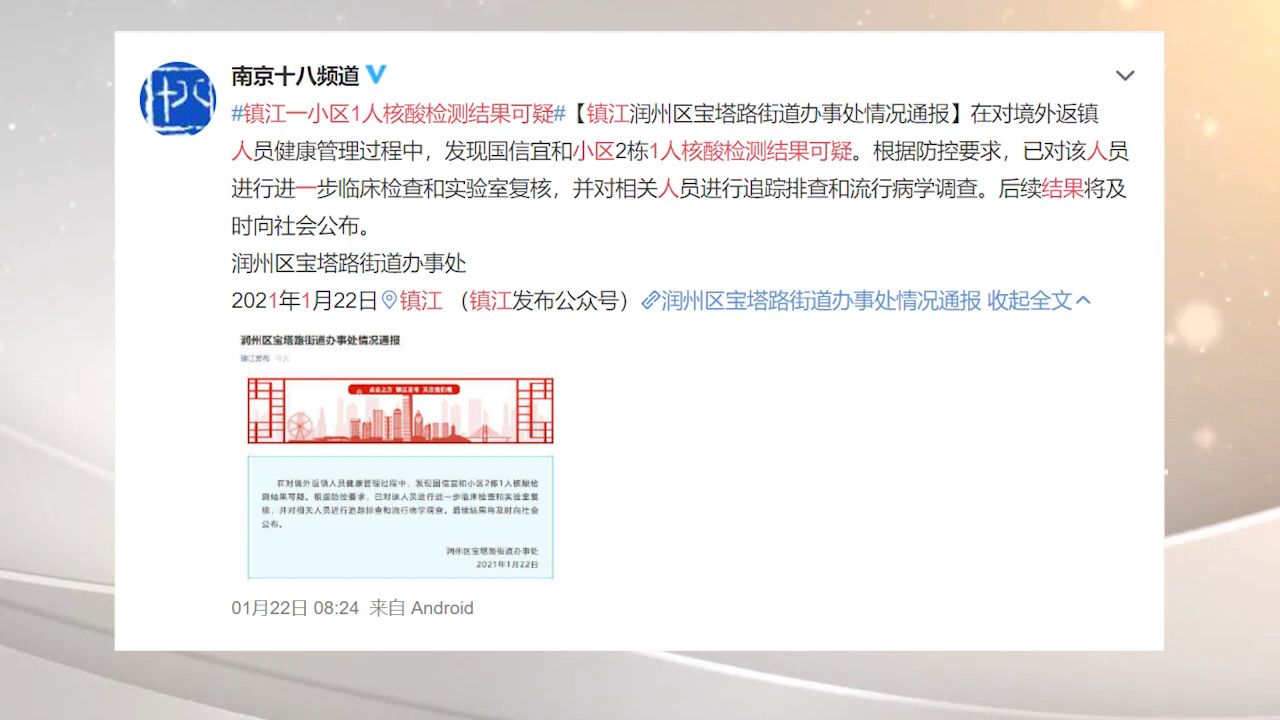 南京十八频道
#镇江一小区1人核酸检测结果可疑#【镇江润州区宝塔路街道办事处情况通报】在对境外返镇
人员健康管理过程中，发现国信宜和小区2栋1人核酸检测结果可疑。根据防控要求，已对该人员
进行进一步临床检查和实验室复核，并对相关人员进行追踪排查和流行病学调查。后续结果将及
时向社会公布。
润州区宝塔路街道办事处
2021年1月22日 镇江 （镇江发布公众号） 润州区宝塔路街道办事处情况通报 收起全文
润州区宝塔路街道办事处情况通报
镇江发布 今天
点击上方 镇江发布 关注我们哦
在对境外返镇人员健康管理过程中，发现国信宜和小区2栋1人核酸检
测结果可疑。根据防控要求，已对该人员进行进一步临床检查和实验室复
核，并对相关人员进行追踪排查和流行病学调查。后续结果将及时向社会
公布。
润州区宝塔路街道办事处
2021年1月22日
01月22日 08:24 来自 Android